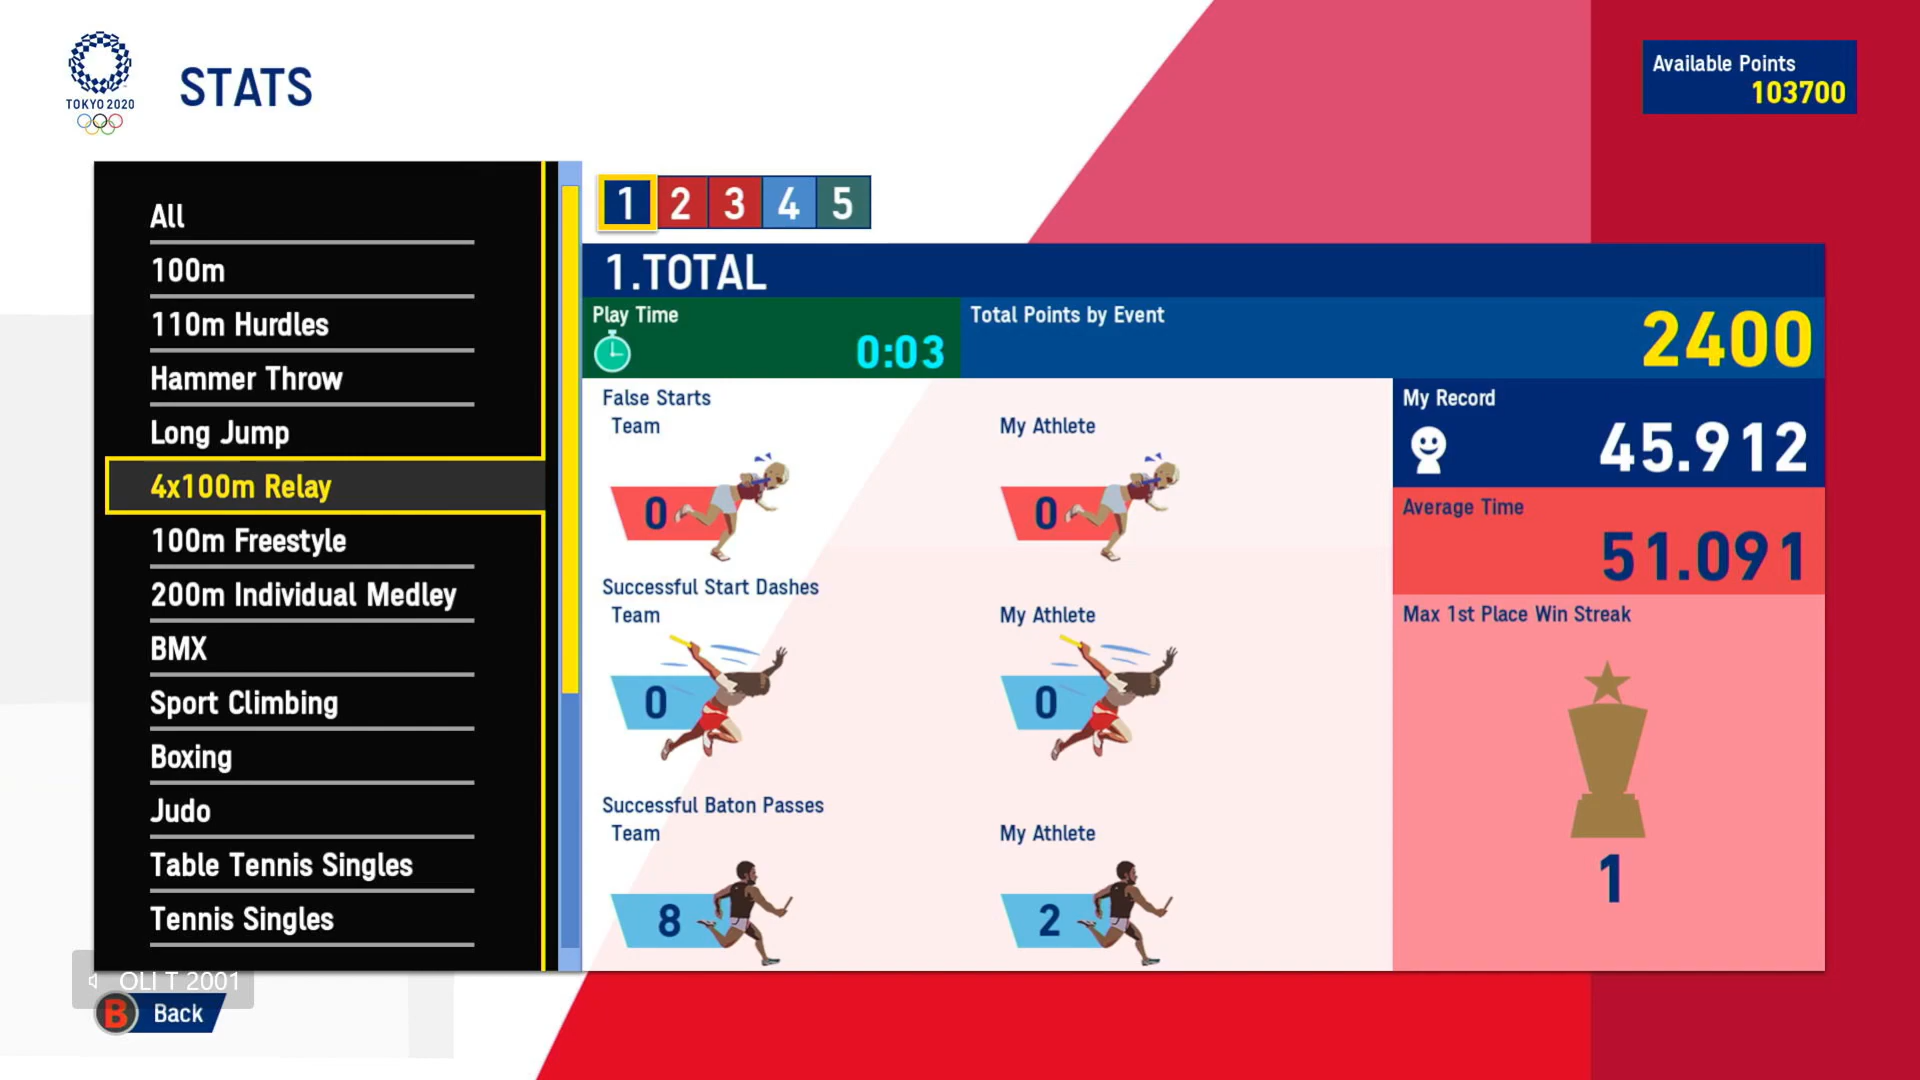 TOKYO 2020
STATS
Available Points
103700
All
100m
110m Hurdles
Hammer Throw
Long Jump
4x100m Relay
100m Freestyle
200m Individual Medley
BMX
Sport Climbing
Boxing
Judo
Table Tennis Singles
Tennis Singles
1 2 3 4 5
1.TOTAL
Play Time
0:03
Total Points by Event
2400
False Starts
Team
0
My Athlete
0
Successful Start Dashes
Team
0
My Athlete
0
Successful Baton Passes
Team
8
My Athlete
2
My Record
45.912
Average Time
51.091
Max 1st Place Win Streak
1
OLI T 2001
B Back